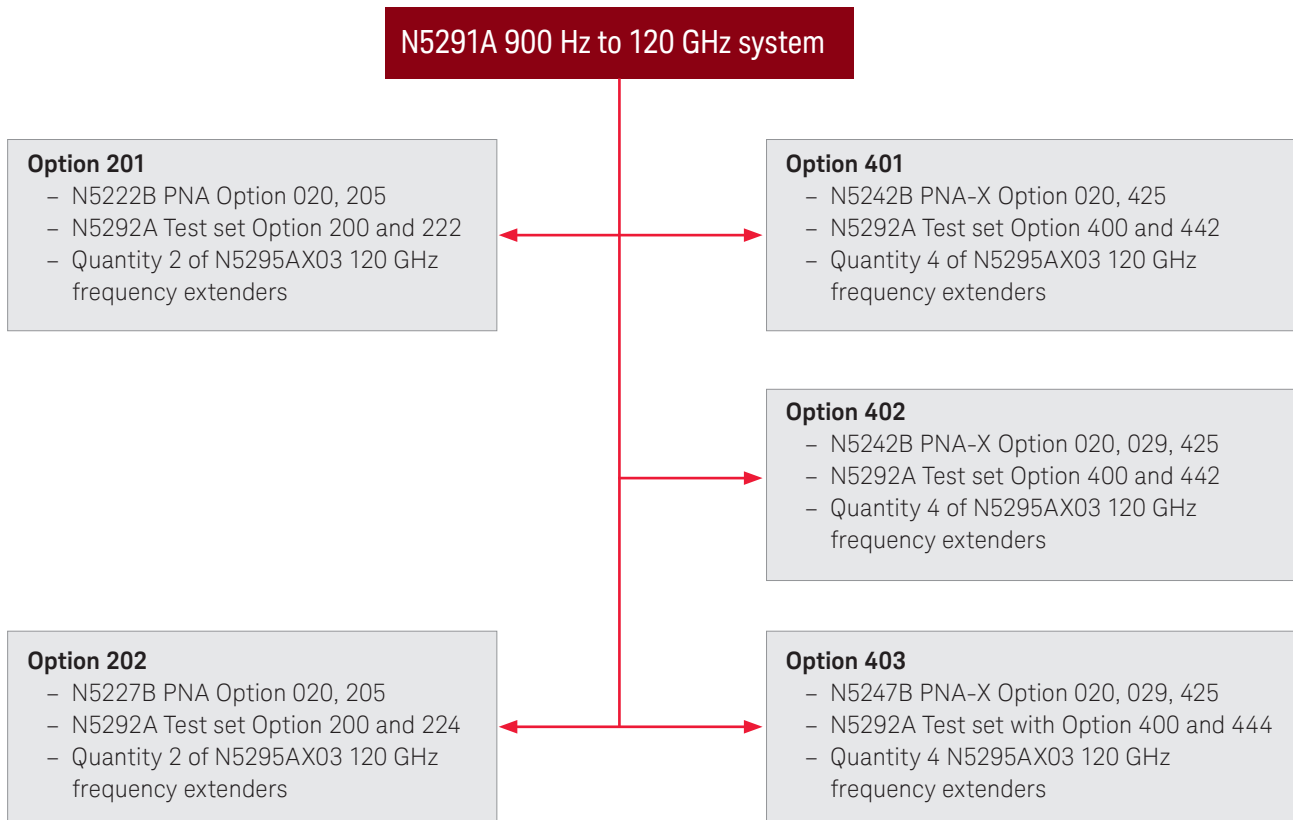 N5291A 900 Hz to 120 GHz system
Option 201
– N5222B PNA Option 020, 205
– N5292A Test set Option 200 and 222
– Quantity 2 of N5295AX03 120 GHz
frequency extenders
Option 401
– N5242B PNA-X Option 020, 425
– N5292A Test set Option 400 and 442
– Quantity 4 of N5295AX03 120 GHz
frequency extenders
Option 402
– N5242B PNA-X Option 020, 029, 425
– N5292A Test set Option 400 and 442
– Quantity 4 of N5295AX03 120 GHz
frequency extenders
Option 202
– N5227B PNA Option 020, 205
– N5292A Test set Option 200 and 224
– Quantity 2 of N5295AX03 120 GHz
frequency extenders
Option 403
– N5247B PNA-X Option 020, 029, 425
– N5292A Test set with Option 400 and 444
– Quantity 4 N5295AX03 120 GHz
frequency extenders